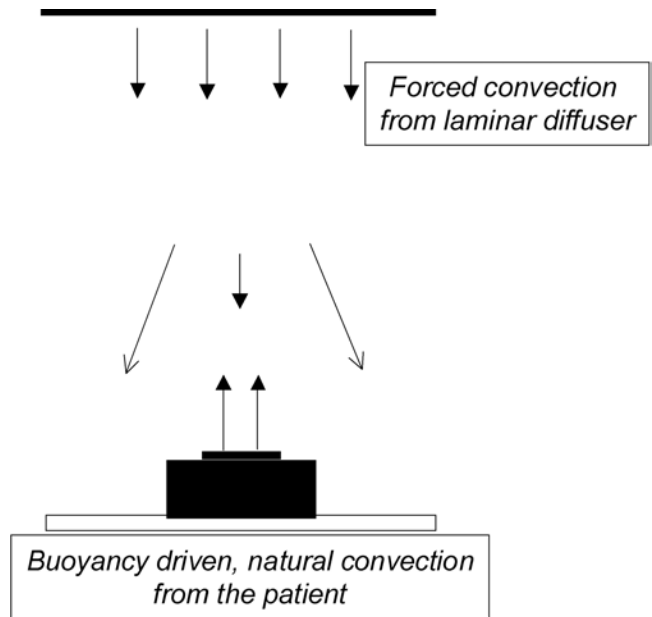 Forced convection
from laminar diffuser
Buoyancy driven, natural convection
from the patient